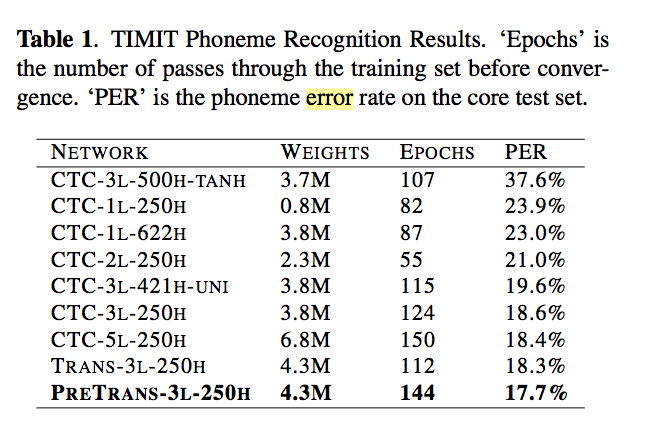 Table 1. TIMIT Phoneme Recognition Results. ‘Epochs’ is
the number of passes through the training set before conver-
gence. ‘PER’ is the phoneme error rate on the core test set.
NETWORK WEIGHTS EPOCHS PER
CTC-3L-500H-TANH 3.7M 107 37.6%
CTC-1L-250H 0.8M 82 23.9%
CTC-1L-622H 3.8M 87 23.0%
CTC-2L-250H 2.3M 55 21.0%
CTC-3L-421H-UNI 3.8M 115 19.6%
CTC-3L-250H 3.8M 124 18.6%
CTC-5L-250H 6.8M 150 18.4%
TRANS-3L-250H 4.3M 112 18.3%
PRETRANS-3L-250H 4.3M 144 17.7%